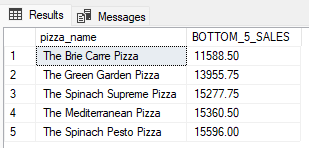 Results Messages
pizza_name BOTTOM_5_SALES
1 The Brie Carre Pizza 11588.50
2 The Green Garden Pizza 13955.75
3 The Spinach Supreme Pizza 15277.75
4 The Mediterranean Pizza 15360.50
5 The Spinach Pesto Pizza 15596.00